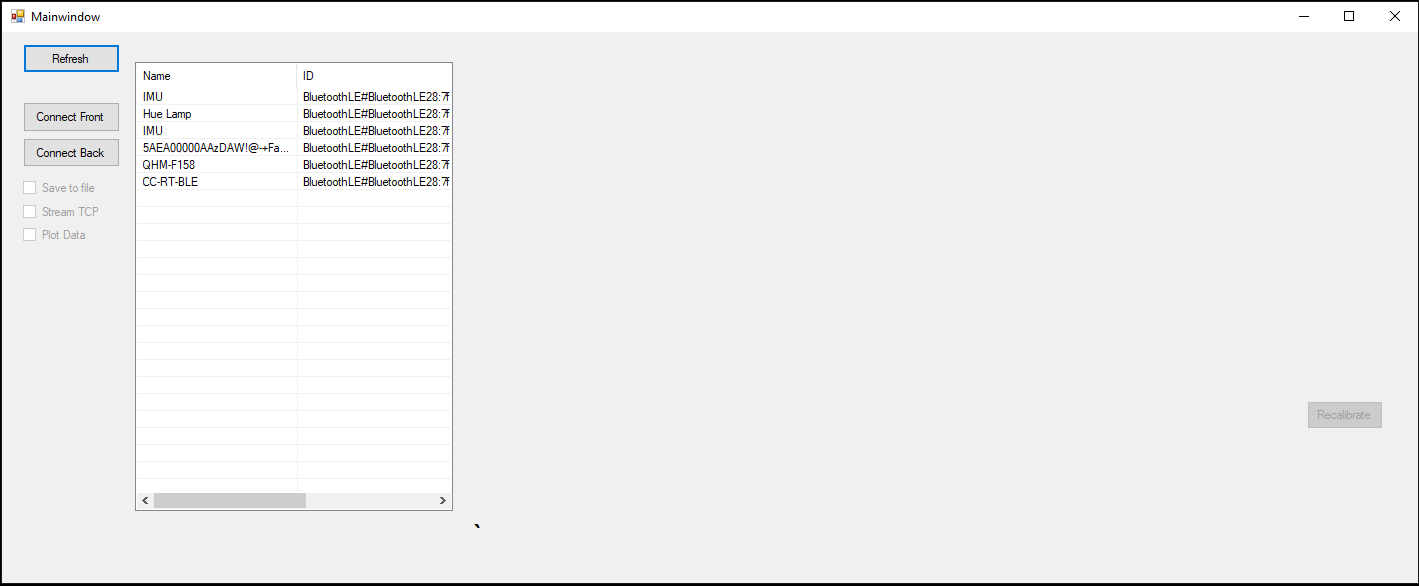 Mainwindow
Refresh
Connect Front
Connect Back
Save to file
Stream TCP
Plot Data
Name ID
IMU BluetoothLE#BluetoothLE28:7f
Hue Lamp BluetoothLE#BluetoothLE28:7f
IMU BluetoothLE#BluetoothLE28:7f
5AEA00000AAzDAW!@-+Fa... BluetoothLE#BluetoothLE28:7f
QHM-F158 BluetoothLE#BluetoothLE28:7f
CC-RT-BLE BluetoothLE#BluetoothLE28:7f
Recalibrate
`